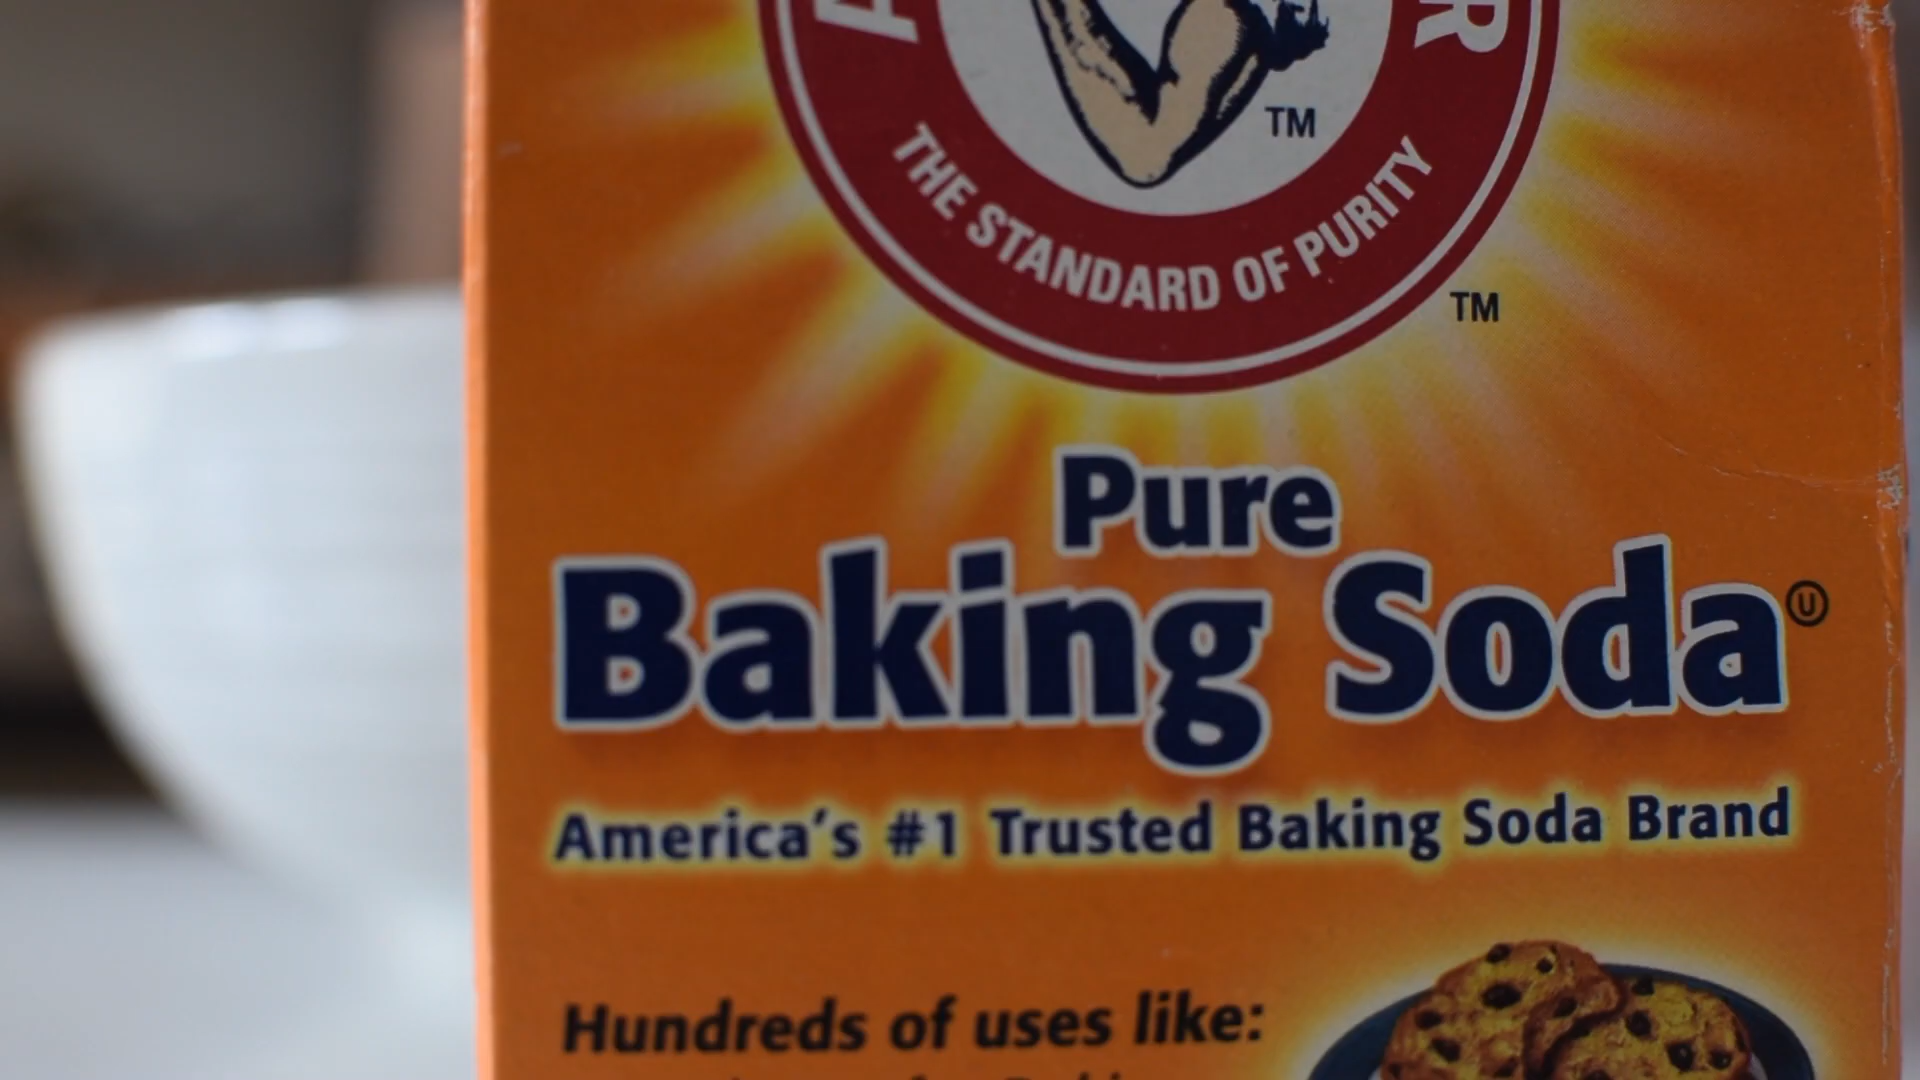 TM
THE STANDARD OF PURITY
TM
Pure
Baking Soda Ⓤ
America's #1 Trusted Baking Soda Brand
Hundreds of uses like: